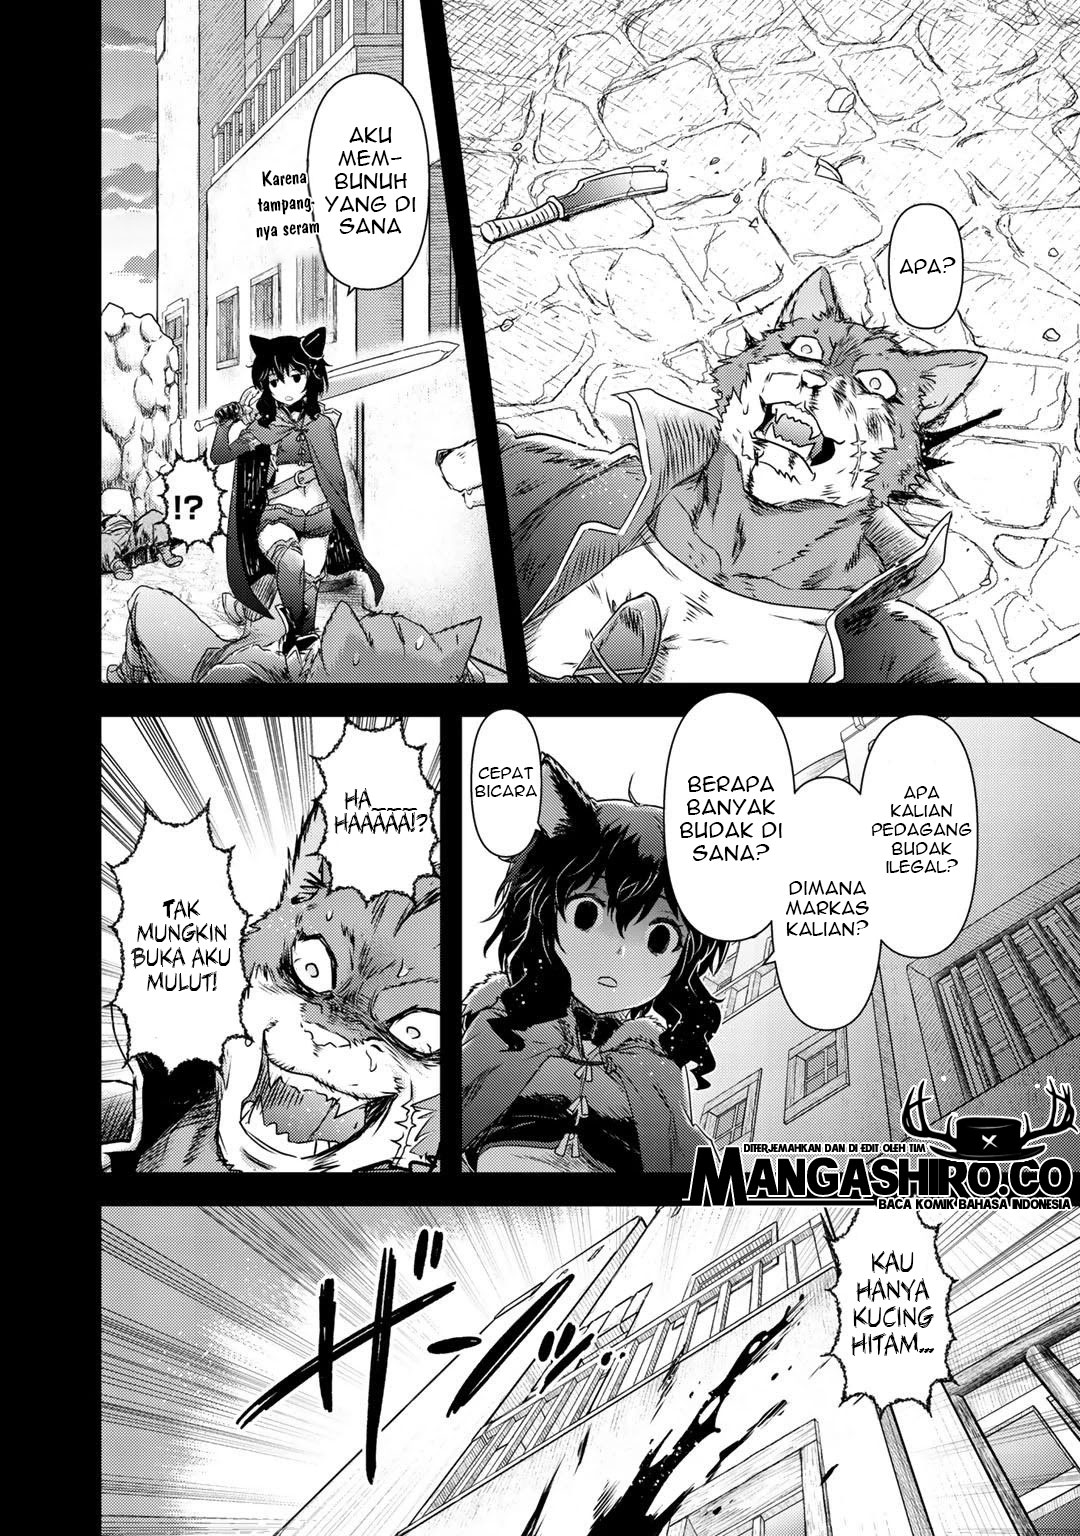 APA?
AKU
MEM-
BUNUH
YANG DI
SANA
Karena
tampang-
nya seram
!?
APA
KALIAN
PEDAGANG
BUDAK
ILEGAL?
DIMANA
MARKAS
KALIAN?
BERAPA
BANYAK
BUDAK DI
SANA?
CEPAT
BICARA
HA____
HAAAAA!?
TAK
MUNGKIN
BUKA AKU
MULUT!
DITERJEMAHKAN DAN DI EDIT OLEH TIM
MANGASHIRO.CO
BACA KOMIK BAHASA INDONESIA
KAU
HANYA
KUCING
HITAM...
ザーッ